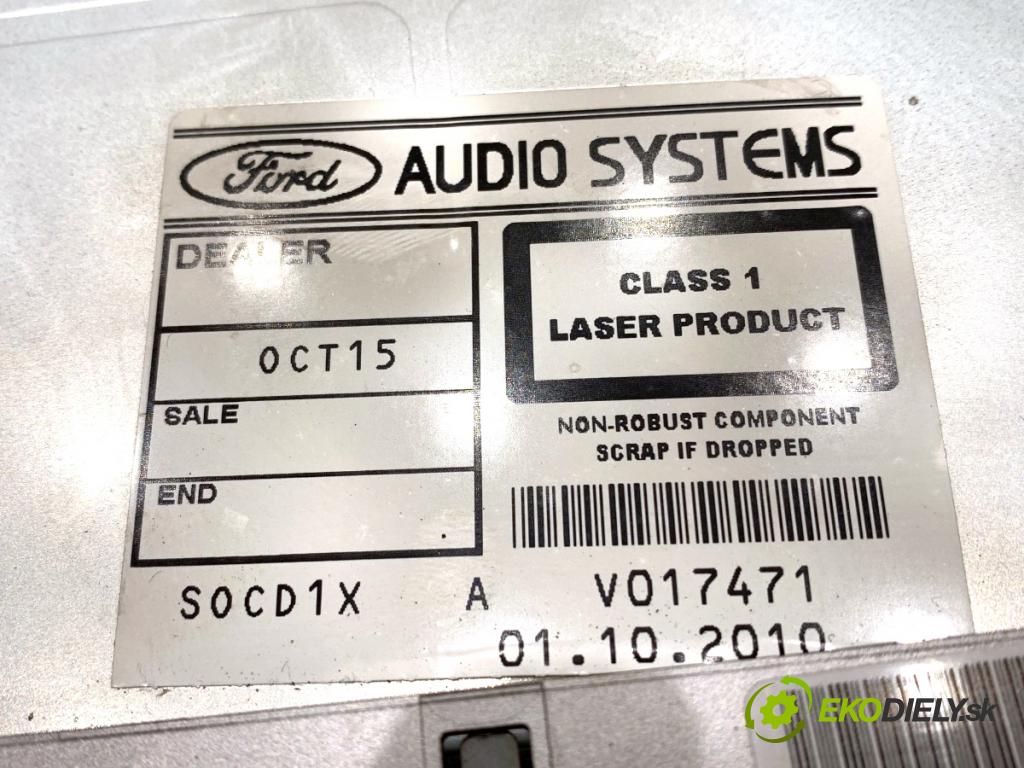 Ford AUDIO SYSTEMS
DEALER
OCT15
SALE
END
CLASS 1
LASER PRODUCT
NON-ROBUST COMPONENT
SCRAP IF DROPPED
SOCD1X A V017471
01.10.2010
EKODIELY.sk